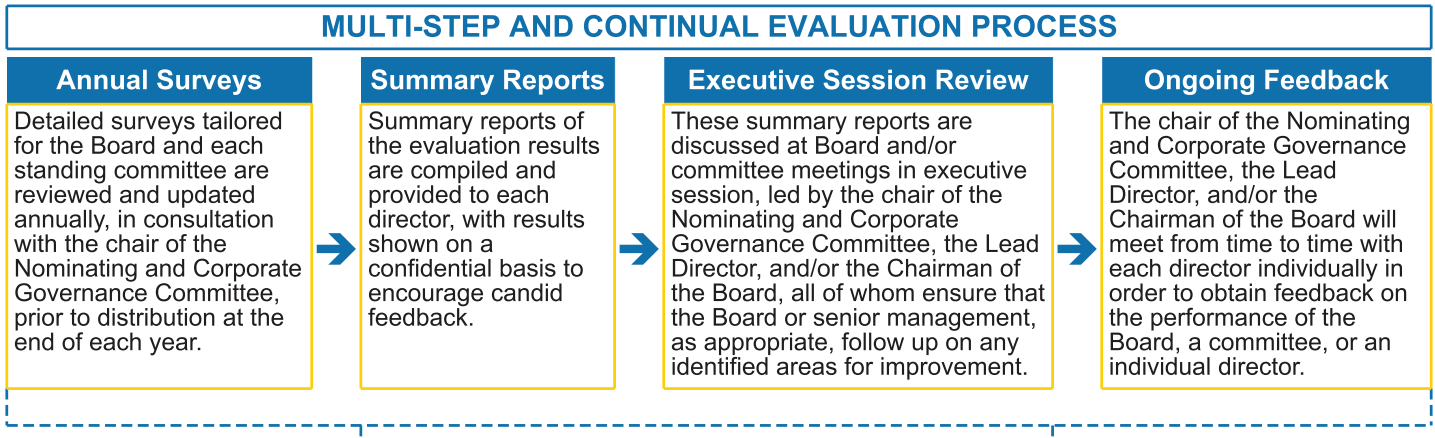 MULTI-STEP AND CONTINUAL EVALUATION PROCESS
Annual Surveys
Detailed surveys tailored
for the Board and each
standing committee are
reviewed and updated
annually, in consultation
with the chair of the
Nominating and Corporate
Governance Committee,
prior to distribution at the
end of each year.
Summary Reports
Summary reports of
the evaluation results
are compiled and
provided to each
director, with results
shown on a
confidential basis to
encourage candid
feedback.
Executive Session Review
These summary reports are
discussed at Board and/or
committee meetings in executive
session, led by the chair of the
Nominating and Corporate
Governance Committee, the Lead
Director, and/or the Chairman of
the Board, all of whom ensure that
the Board or senior management,
as appropriate, follow up on any
identified areas for improvement.
Ongoing Feedback
The chair of the Nominating
and Corporate Governance
Committee, the Lead
Director, and/or the
Chairman of the Board will
meet from time to time with
each director individually in
order to obtain feedback on
the performance of the
Board, a committee, or an
individual director.